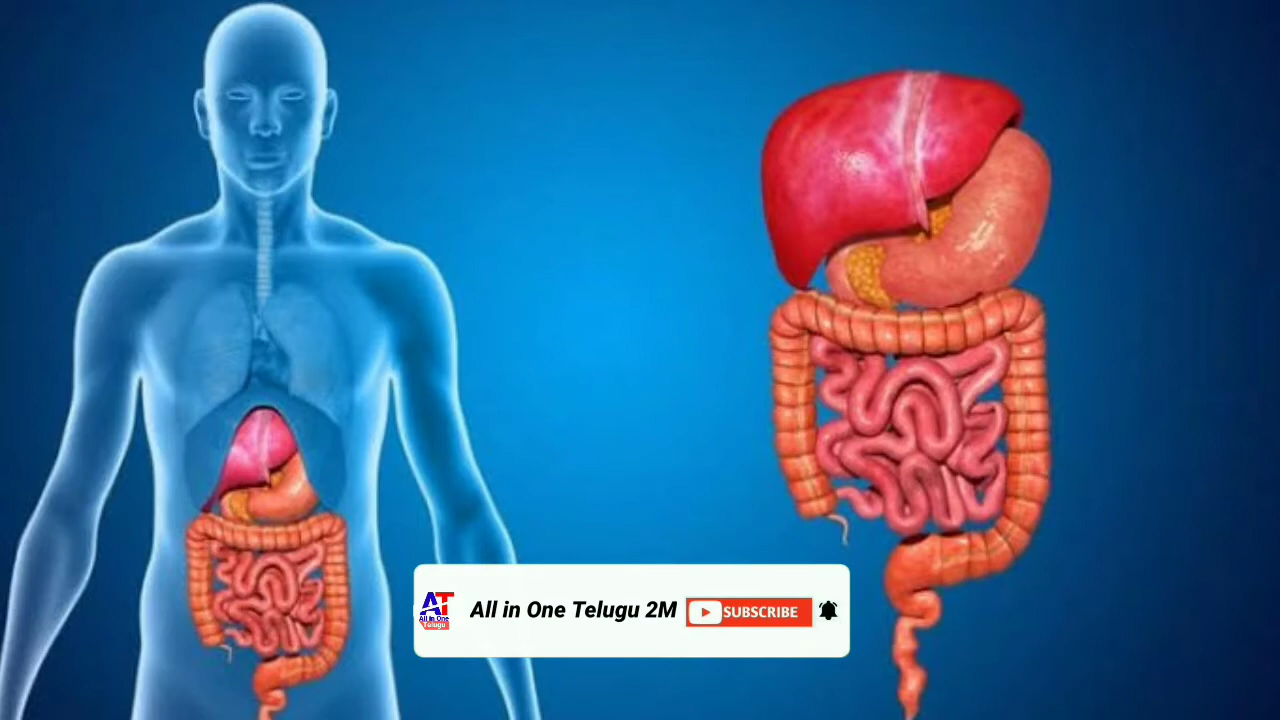 AT
All in One
Telugu
All in One Telugu 2M
SUBSCRIBE